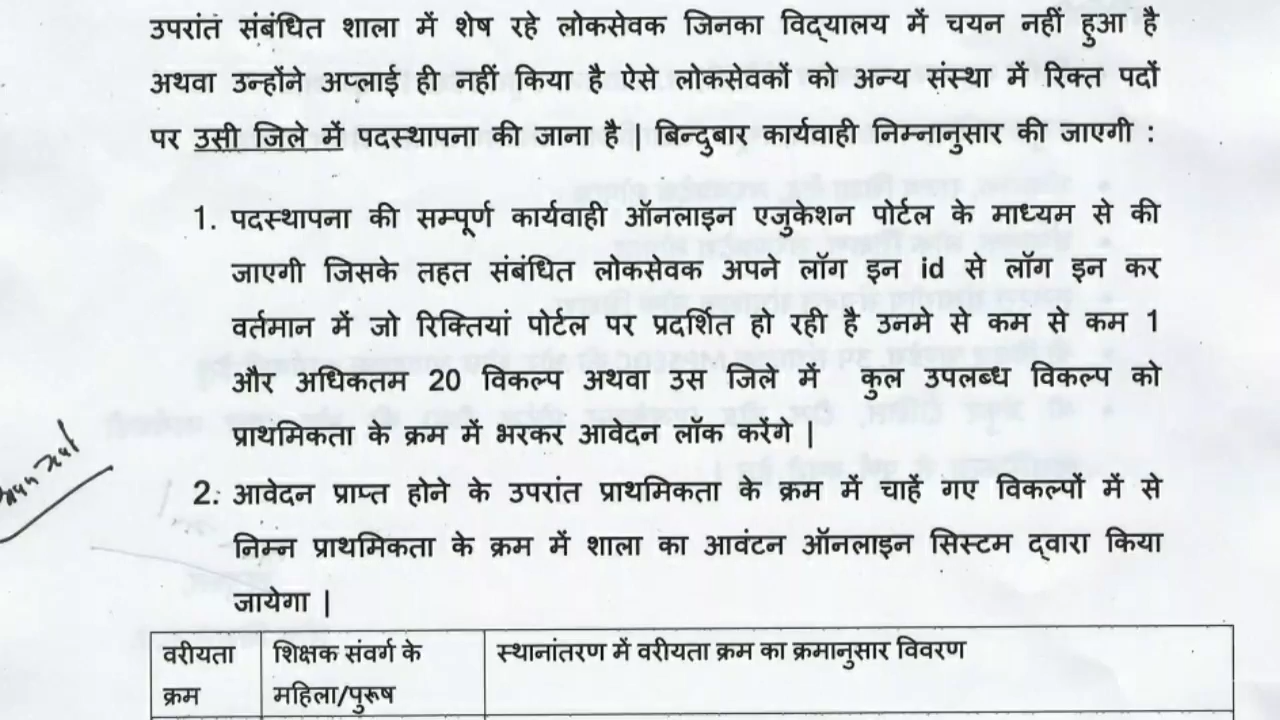 उपरांत संबंधित शाला में शेष रहे लोकसेवक जिनका विद्यालय में चयन नहीं हुआ है
अथवा उन्होंने अप्लाई ही नहीं किया है ऐसे लोकसेवकों को अन्य संस्था में रिक्त पदों
पर उसी जिले में पदस्थापना की जाना है | बिन्दुबार कार्यवाही निम्नानुसार की जाएगी :
1. पदस्थापना की सम्पूर्ण कार्यवाही ऑनलाइन एजुकेशन पोर्टल के माध्यम से की
जाएगी जिसके तहत संबंधित लोकसेवक अपने लॉग इन id से लॉग इन कर
वर्तमान में जो रिक्तियां पोर्टल पर प्रदर्शित हो रही है उनमे से कम से कम 1
और अधिकतम 20 विकल्प अथवा उस जिले में कुल उपलब्ध विकल्प को
प्राथमिकता के क्रम में भरकर आवेदन लॉक करेंगे |
2. आवेदन प्राप्त होने के उपरांत प्राथमिकता के क्रम में चाहें गए विकल्पों में से
निम्न प्राथमिकता के क्रम में शाला का आवंटन ऑनलाइन सिस्टम द्वारा किया
जायेगा |
वरीयता शिक्षक संवर्ग के स्थानांतरण में वरीयता क्रम का क्रमानुसार विवरण
क्रम महिला/पुरूष